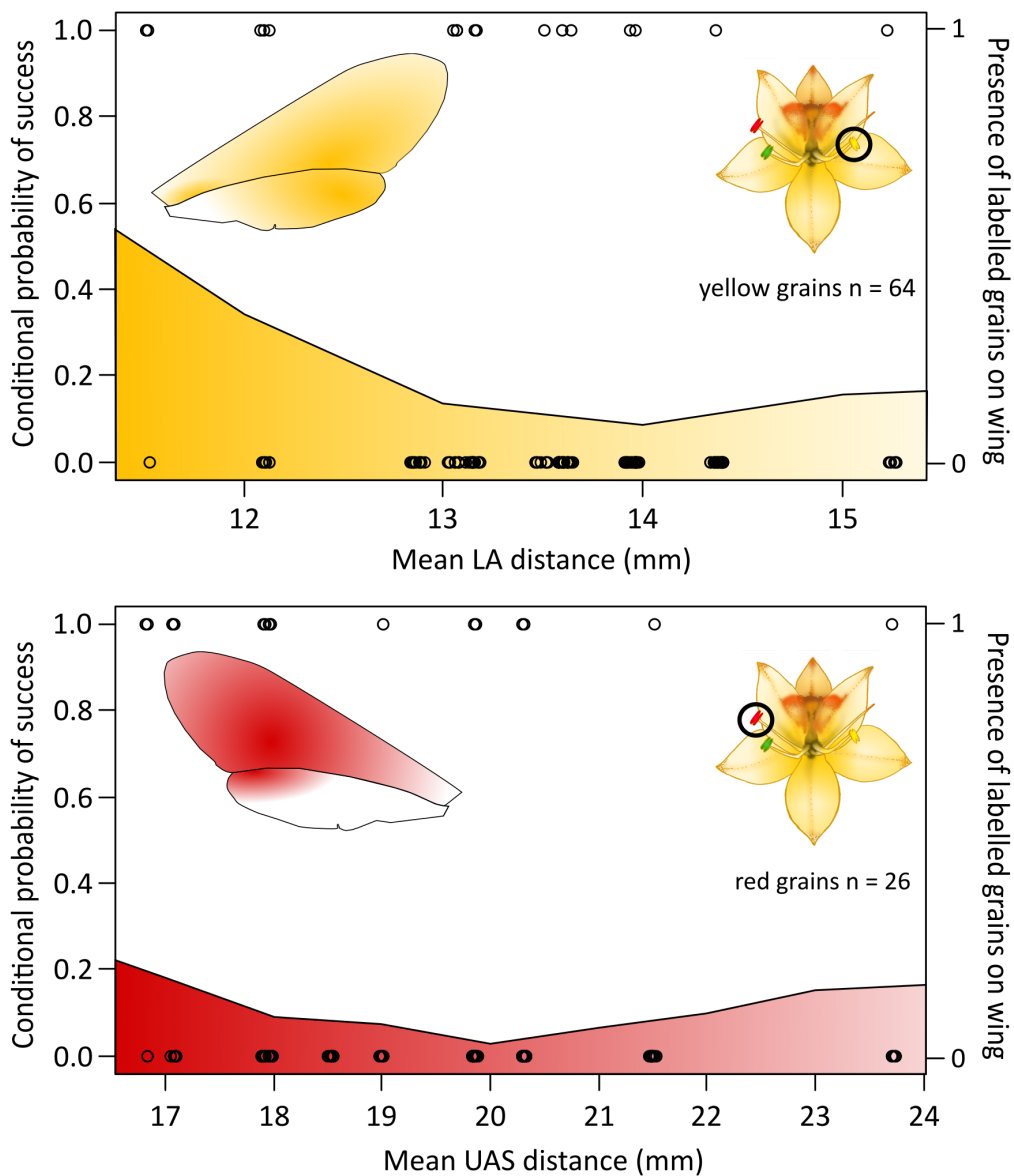 Conditional probability of success
1.0
0.8
0.6
0.4
0.2
0.0
yellow grains n = 64
1
0
Presence of labelled grains on wing
12 13 14 15
Mean LA distance (mm)
Conditional probability of success
1.0
0.8
0.6
0.4
0.2
0.0
red grains n = 26
1
0
Presence of labelled grains on wing
17 18 19 20 21 22 23 24
Mean UAS distance (mm)